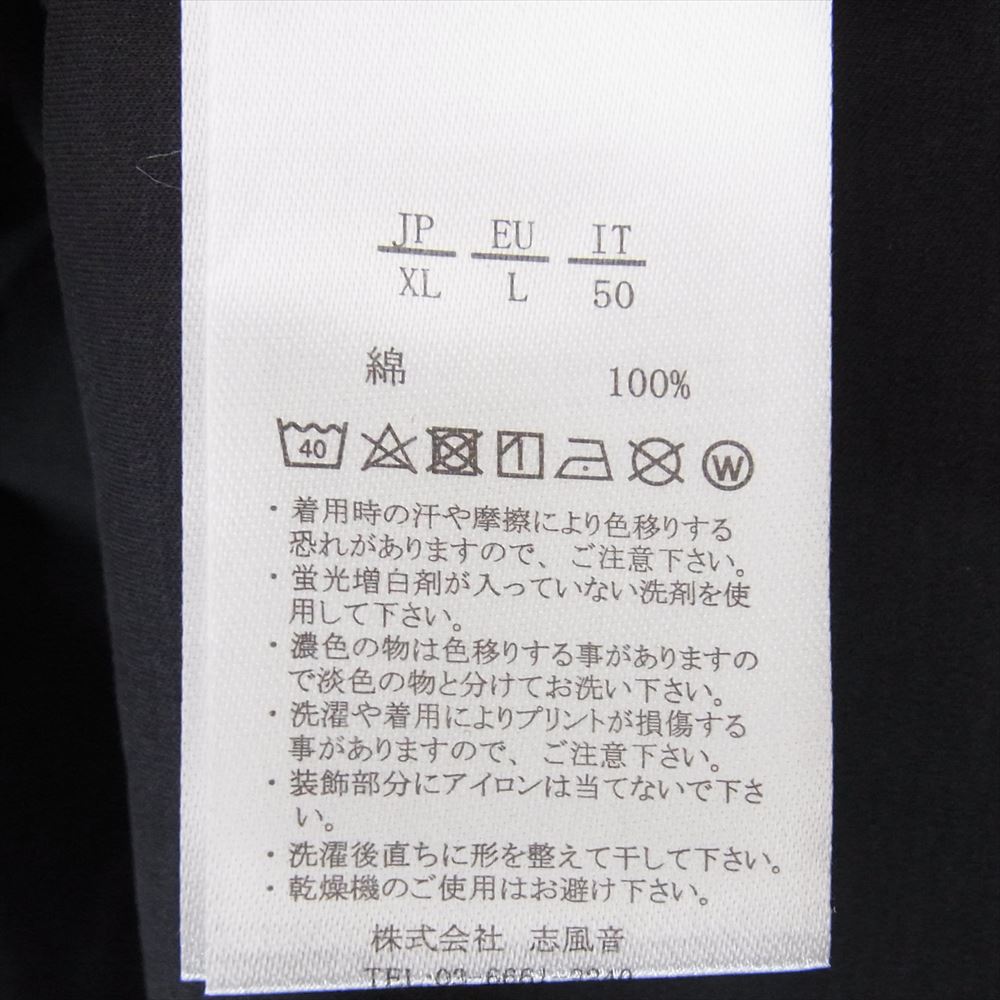 JP EU IT
XL L 50
綿 100%
40 W
・着用時の汗や摩擦により色移りする
恐れがありますので、ご注意下さい。
・蛍光増白剤が入っていない洗剤を使
用して下さい。
・濃色の物は色移りする事がありますの
で淡色の物と分けてお洗い下さい。
・洗濯や着用によりプリントが損傷する
事がありますので、ご注意下さい。
・装飾部分にアイロンは当てないで下さ
い。
・洗濯後直ちに形を整えて干して下さい。
・乾燥機のご使用はお避け下さい。
株式会社 志風音